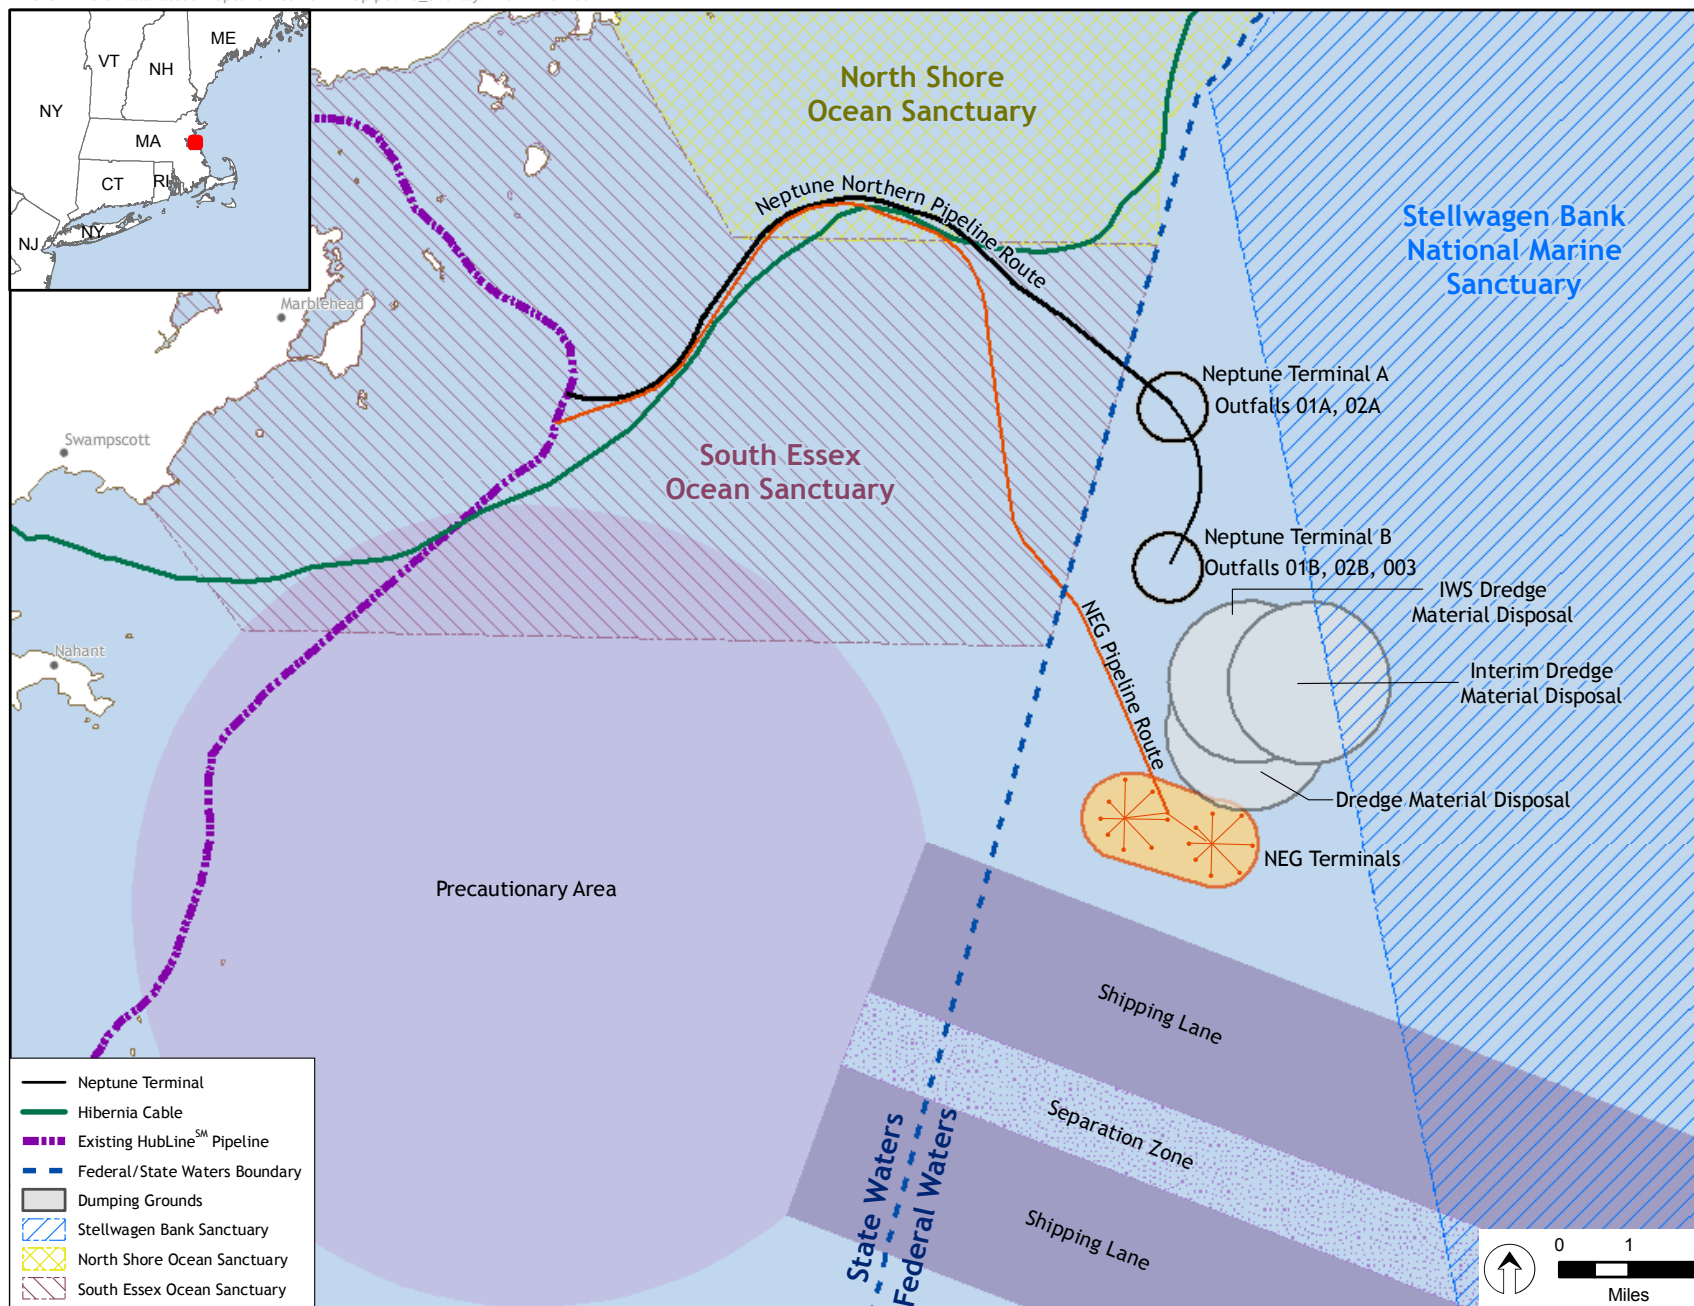 ME
VT
NH
NY
MA
CT
RI
NY
NJ
North Shore
Ocean Sanctuary
Neptune Northern Pipeline Route
Stellwagen Bank
National Marine
Sanctuary
Marblehead
Swampscott
Nahant
South Essex
Ocean Sanctuary
Neptune Terminal A
Outfalls 01A, 02A
Neptune Terminal B
Outfalls 01B, 02B, 003
IWS Dredge
Material Disposal
Interim Dredge
Material Disposal
Dredge Material Disposal
NEG Pipeline Route
NEG Terminals
Precautionary Area
Shipping Lane
Separation Zone
Shipping Lane
State Waters
Federal Waters
Neptune Terminal
Hibernia Cable
Existing HubLine℠ Pipeline
Federal/State Waters Boundary
Dumping Grounds
Stellwagen Bank Sanctuary
North Shore Ocean Sanctuary
South Essex Ocean Sanctuary
0 1
Miles